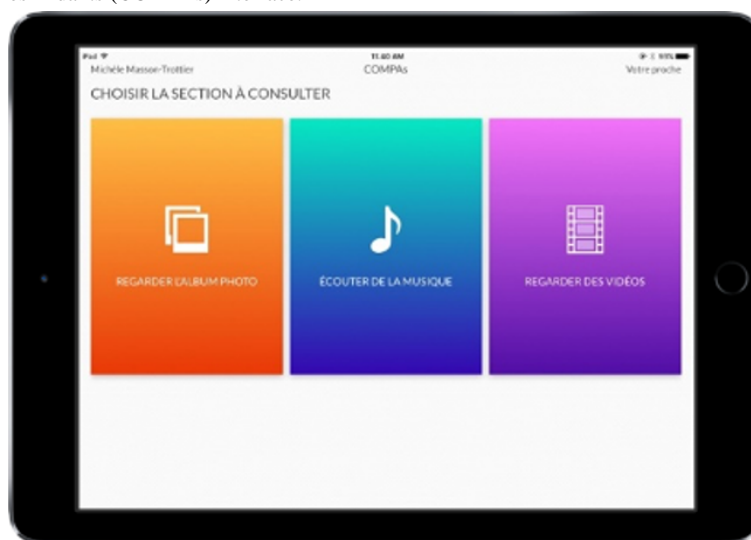 iPad 11:40 AM
Michèle Masson-Trottier COMPAs Votre proche
CHOISIR LA SECTION À CONSULTER
REGARDER L'ALBUM PHOTO ÉCOUTER DE LA MUSIQUE REGARDER DES VIDÉOS